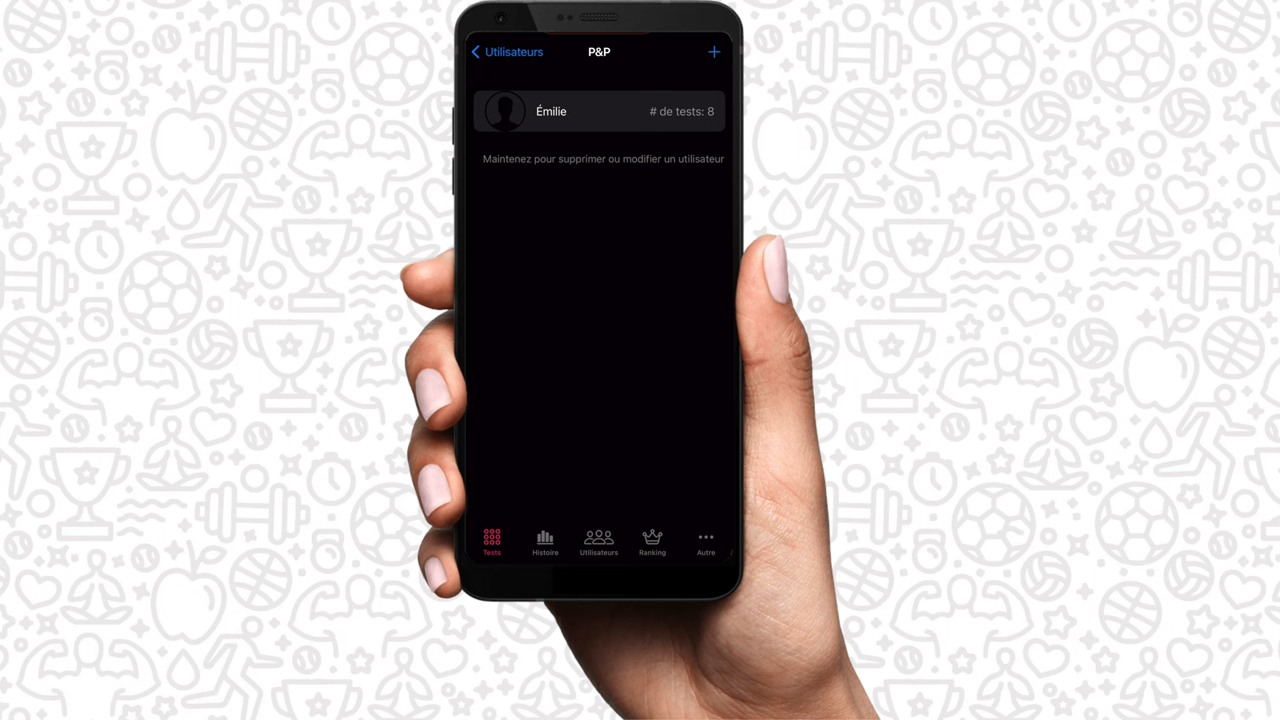 Utilisateurs P&P +
Émilie # de tests: 8
Maintenez pour supprimer ou modifier un utilisateur
Tests Histoire Utilisateurs Ranking Autre